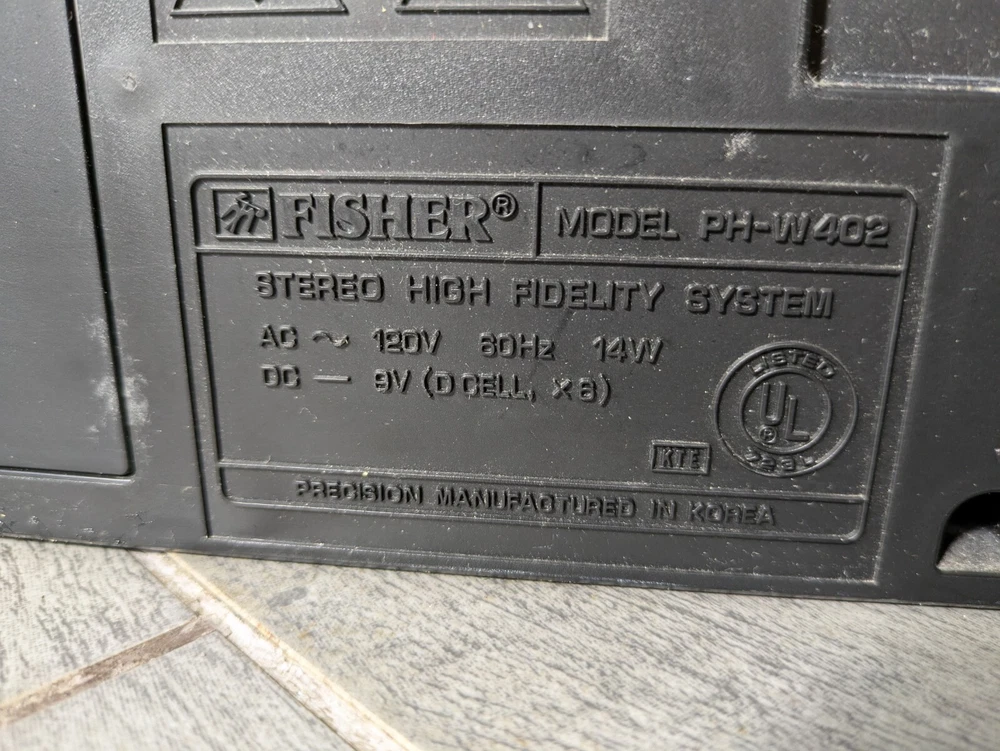 FISHER®
MODEL PH-W402
STEREO HIGH FIDELITY SYSTEM
AC ~ 120V 60Hz 14W
DC — 9V (D CELL, ×6)
LISTED
UL
KTE
PRECISION MANUFACTURED IN KOREA